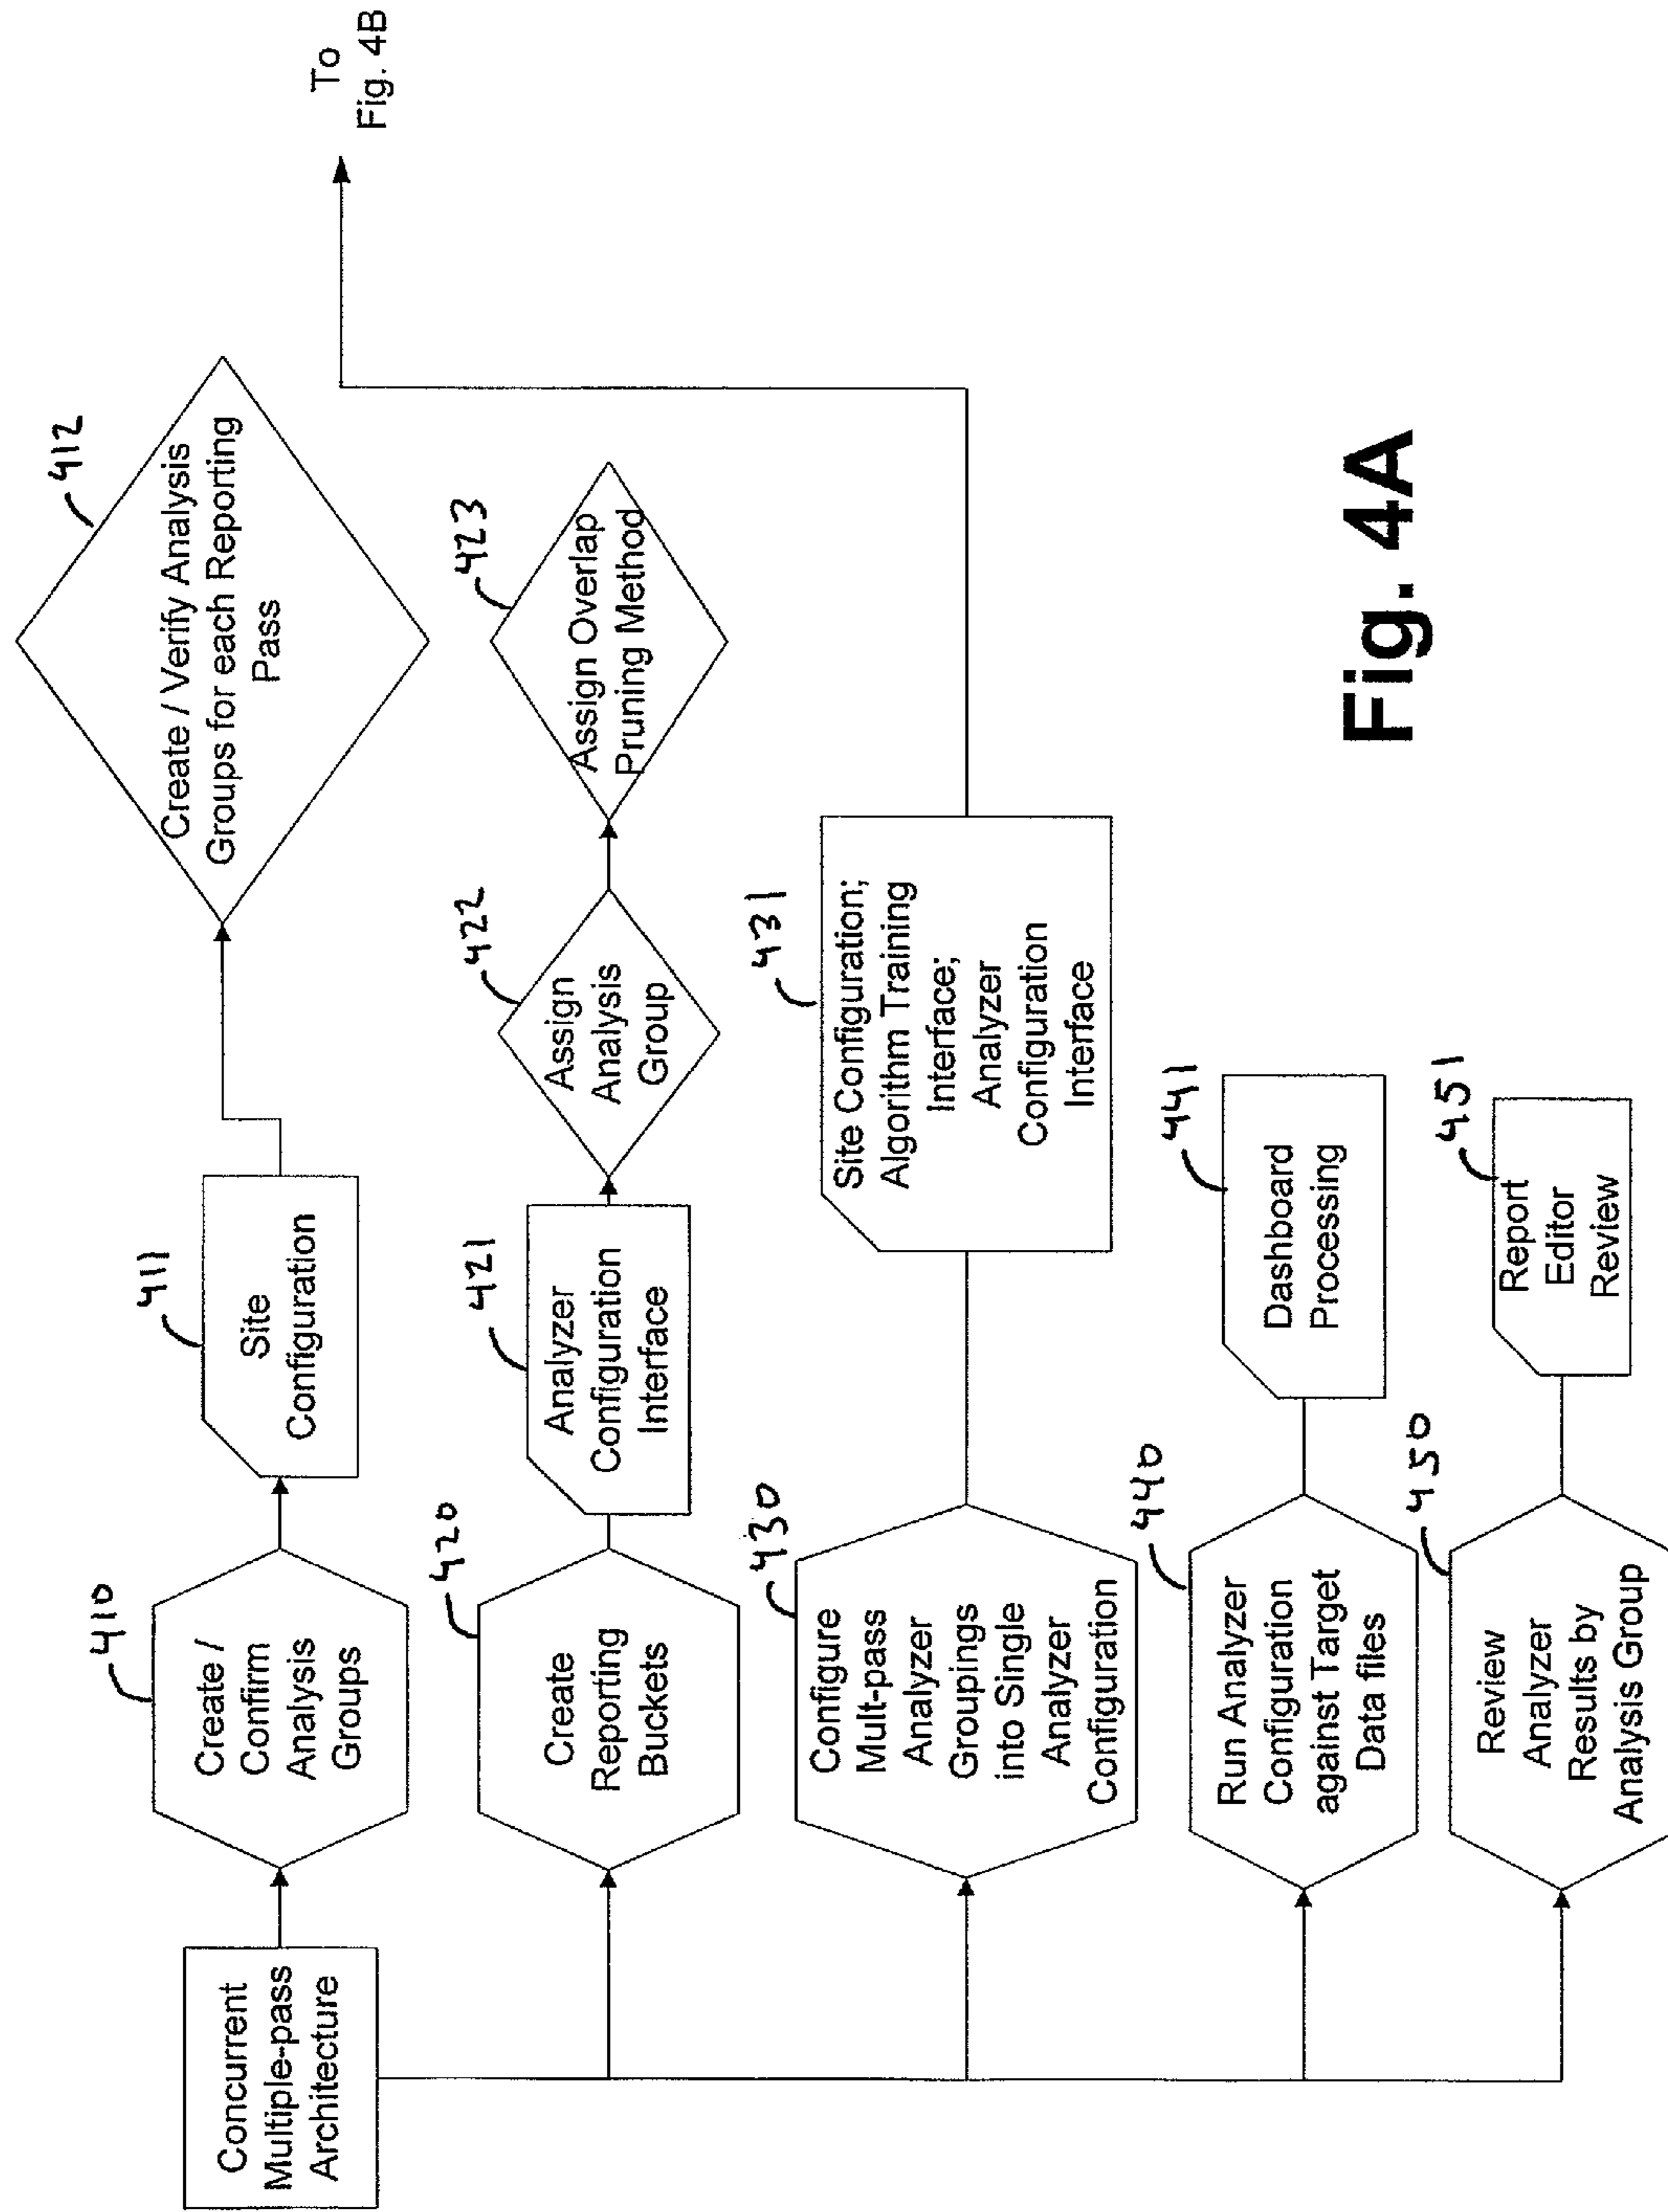 Concurrent
Multiple-pass
Architecture
410
Create /
Confirm
Analysis
Groups
411
Site
Configuration
412
Create / Verify Analysis
Groups for each Reporting
Pass
To
Fig. 4B
420
Create
Reporting
Buckets
421
Analyzer
Configuration
Interface
422
Assign
Analysis
Group
423
Assign Overlap
Pruning Method
430
Configure
Mult-pass
Analyzer
Groupings
into Single
Analyzer
Configuration
431
Site Configuration;
Algorithm Training
Interface;
Analyzer
Configuration
Interface
440
Run Analyzer
Configuration
against Target
Data files
441
Dashboard
Processing
450
Review
Analyzer
Results by
Analysis Group
451
Report
Editor
Review
Fig. 4A